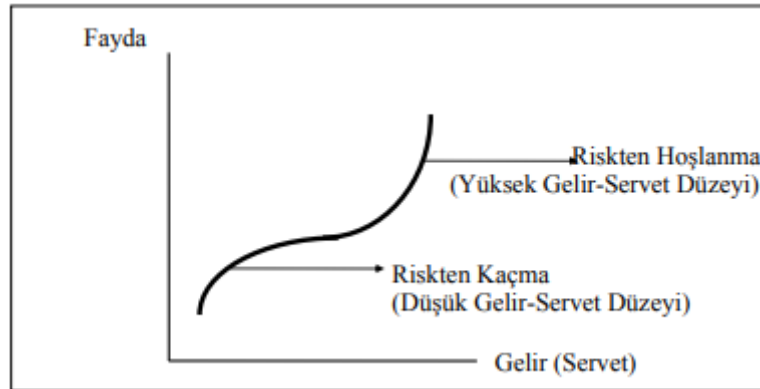 Fayda
Riskten Hoşlanma
(Yüksek Gelir-Servet Düzeyi)
Riskten Kaçma
(Düşük Gelir-Servet Düzeyi)
Gelir (Servet)